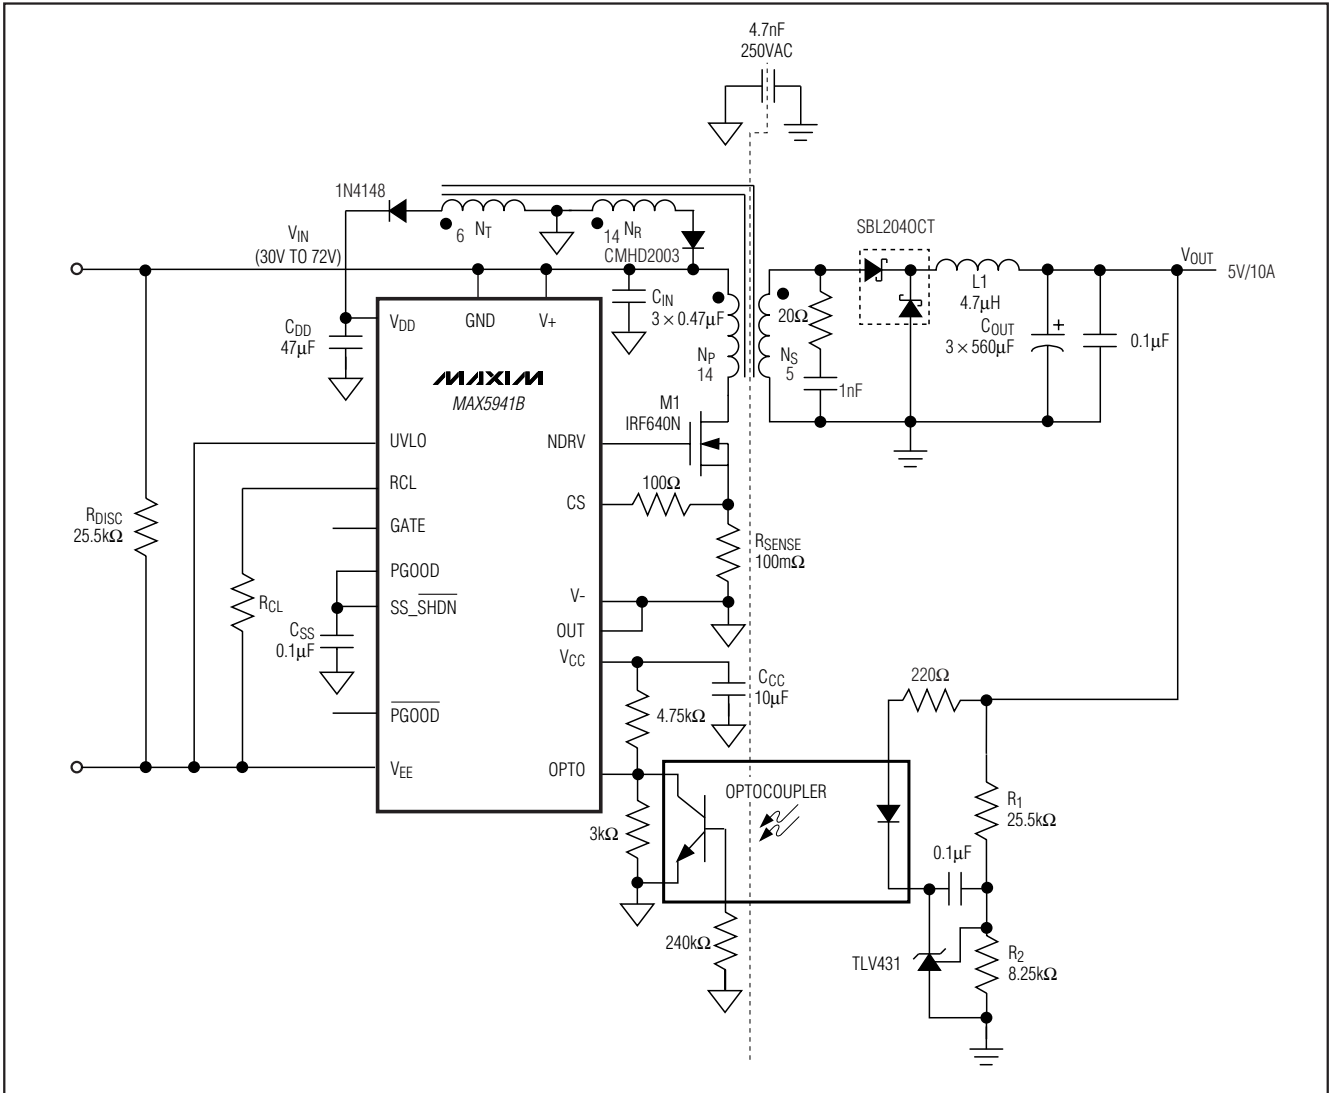 4.7nF
250VAC
1N4148
6 NT
14 NR
CMHD2003
VIN
(30V TO 72V)
SBL204OCT
VOUT
5V/10A
L1
4.7µH
CIN
3 × 0.47µF
20Ω
COUT
3 × 560µF
0.1µF
CDD
47µF
VDD
GND
V+
NP
14
NS
5
1nF
MAXIM
MAX5941B
M1
IRF640N
UVLO
NDRV
RCL
100Ω
CS
GATE
RDISC
25.5kΩ
RSENSE
100mΩ
PGOOD
V-
RCL
SS_SHDN
OUT
CSS
0.1µF
VCC
CCC
10µF
220Ω
PGOOD
4.75kΩ
VEE
OPTO
OPTOCOUPLER
R1
25.5kΩ
3kΩ
0.1µF
240kΩ
TLV431
R2
8.25kΩ